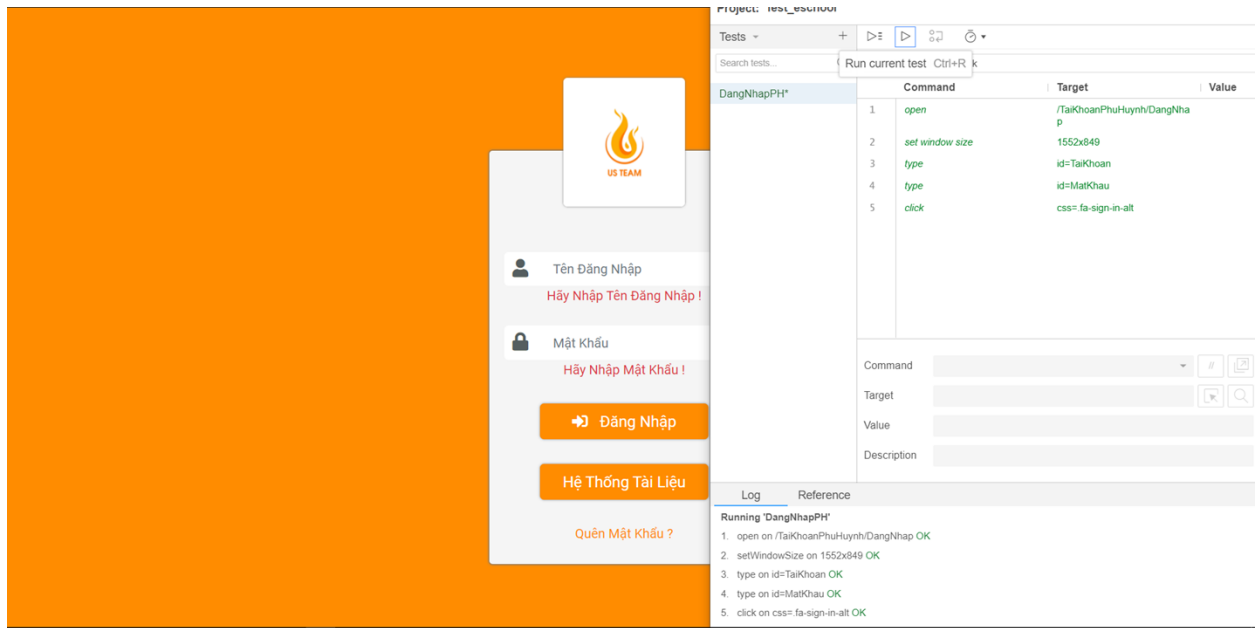 US TEAM
Tên Đăng Nhập
Hãy Nhập Tên Đăng Nhập !
Mật Khẩu
Hãy Nhập Mật Khẩu !
Đăng Nhập
Hệ Thống Tài Liệu
Quên Mật Khẩu ?
Project: Test_eschool
Tests
Search tests...
Run current test Ctrl+R
k
DangNhapPH*
Command Target Value
1 open /TaiKhoanPhuHuynh/DangNha
p
2 set window size 1552x849
3 type id=TaiKhoan
4 type id=MatKhau
5 click css=.fa-sign-in-alt
Command
//
Target
Value
Description
Log Reference
Running 'DangNhapPH'
1. open on /TaiKhoanPhuHuynh/DangNhap OK
2. setWindowSize on 1552x849 OK
3. type on id=TaiKhoan OK
4. type on id=MatKhau OK
5. click on css=.fa-sign-in-alt OK